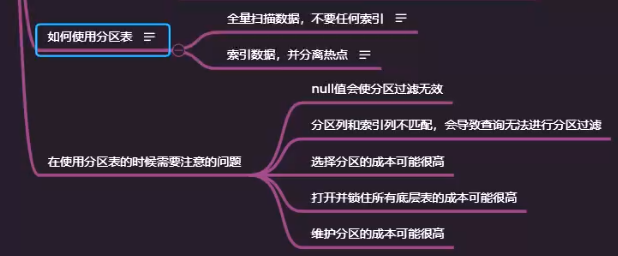 全量扫描数据，不要任何索引
如何使用分区表
索引数据，并分离热点
null值会使分区过滤无效
分区列和索引列不匹配，会导致查询无法进行分区过滤
在使用分区表的时候需要注意的问题
选择分区的成本可能很高
打开并锁住所有底层表的成本可能很高
维护分区的成本可能很高